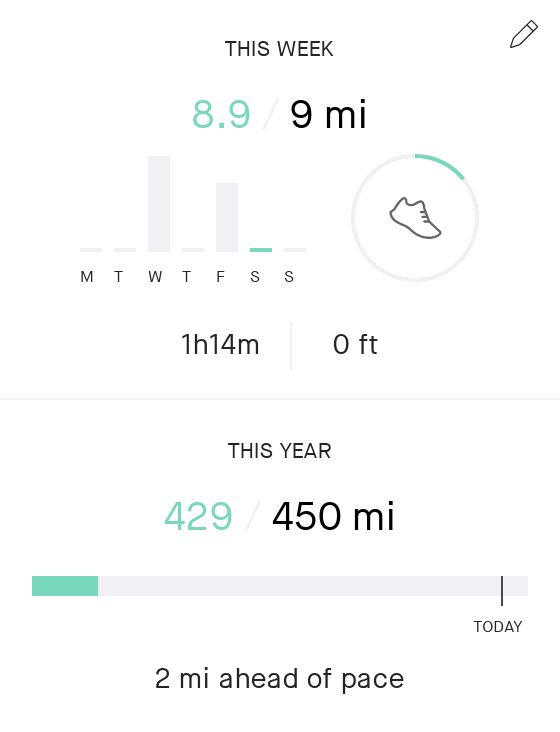 THIS WEEK
8.9 / 9 mi
M T W T F S S
1h14m 0 ft
THIS YEAR
429 / 450 mi
TODAY
2 mi ahead of pace